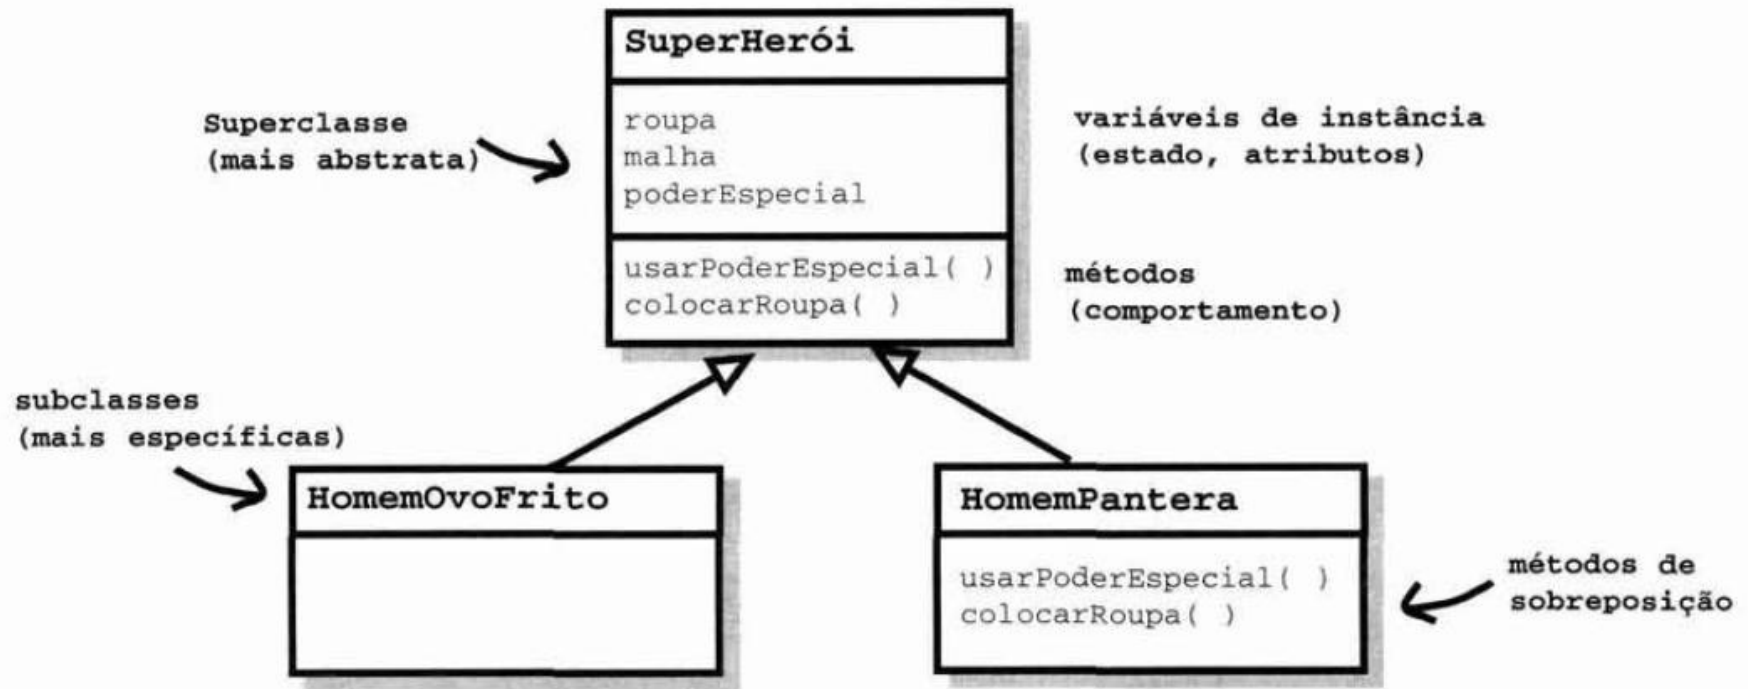 SuperHerói
Superclasse
(mais abstrata)
roupa
malha
poderEspecial
variáveis de instância
(estado, atributos)
usarPoderEspecial( )
colocarRoupa( )
métodos
(comportamento)
subclasses
(mais específicas)
HomemOvoFrito
HomemPantera
usarPoderEspecial( )
colocarRoupa( )
métodos de
sobreposição